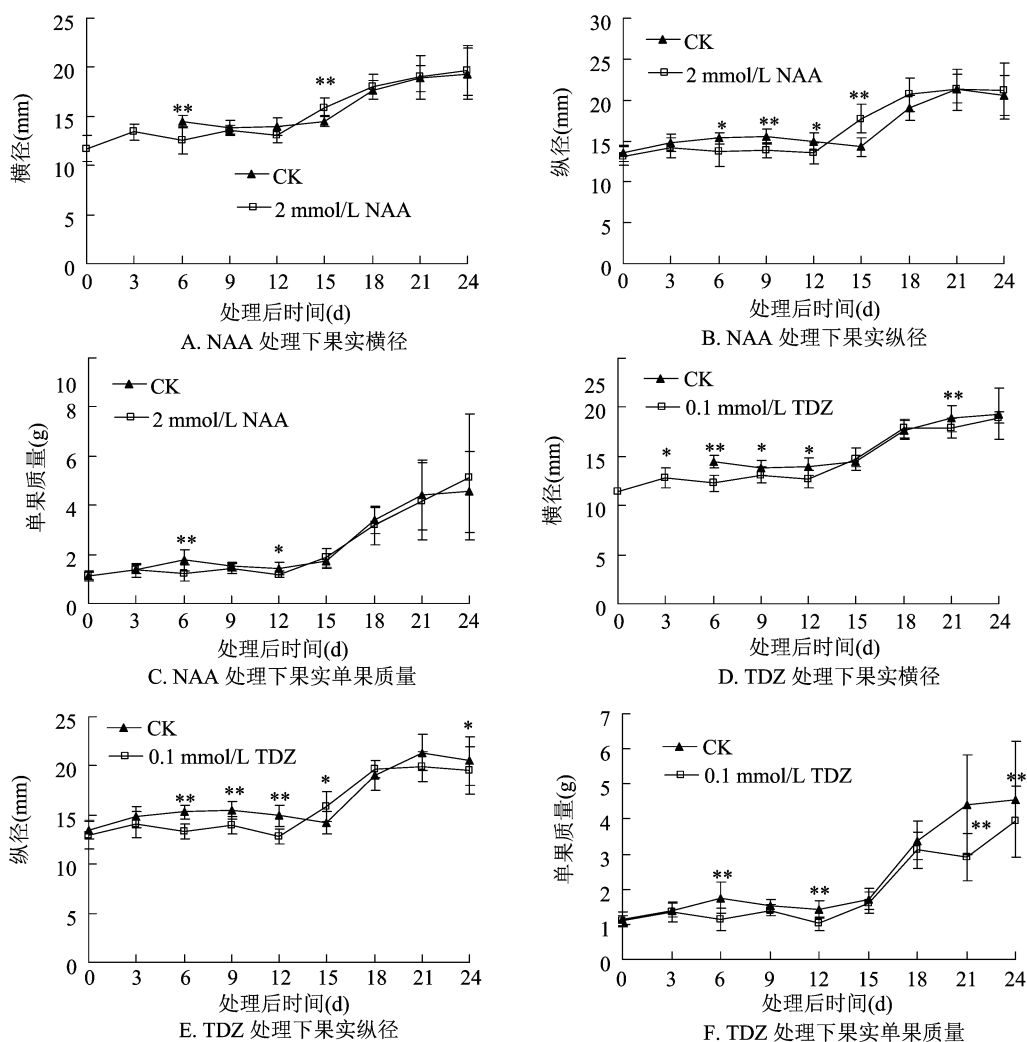 25
20
15
10
5
0
横径(mm)
**
**
CK
2 mmol/L NAA
0 3 6 9 12 15 18 21 24
处理后时间(d)
A. NAA 处理下果实横径
30
25
20
15
10
5
0
纵径(mm)
CK
2 mmol/L NAA
* ** * **
0 3 6 9 12 15 18 21 24
处理后时间(d)
B. NAA 处理下果实纵径
10
8
6
4
2
0
单果质量(g)
CK
2 mmol/L NAA
** *
0 3 6 9 12 15 18 21 24
处理后时间(d)
C. NAA 处理下果实单果质量
25
20
15
10
5
0
横径(mm)
CK
0.1 mmol/L TDZ
* ** * * **
0 3 6 9 12 15 18 21 24
处理后时间(d)
D. TDZ 处理下果实横径
25
20
15
10
5
0
纵径(mm)
CK
0.1 mmol/L TDZ
** ** ** * *
0 3 6 9 12 15 18 21 24
处理后时间(d)
E. TDZ 处理下果实纵径
7
6
5
4
3
2
1
0
单果质量(g)
CK
0.1 mmol/L TDZ
** ** ** **
0 3 6 9 12 15 18 21 24
处理后时间(d)
F. TDZ 处理下果实单果质量